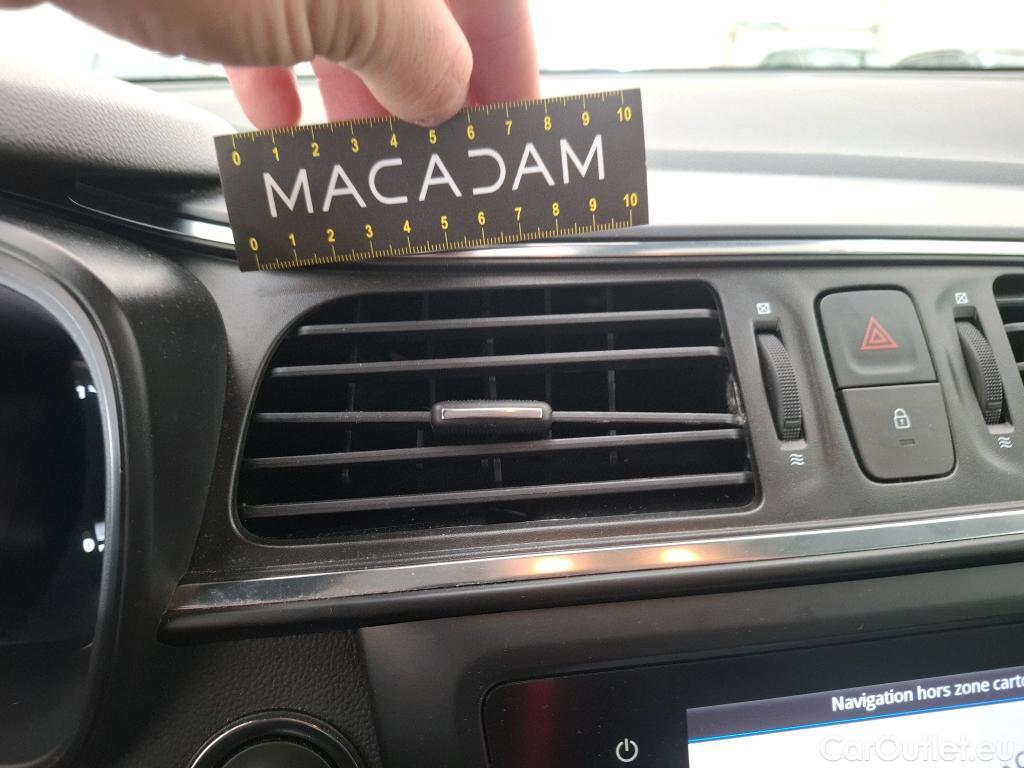 0 1 2 3 4 5 6 7 8 9 10
MACADAM
0 1 2 3 4 5 6 7 8 9 10
Navigation hors zone carto
CarOutlet.eu